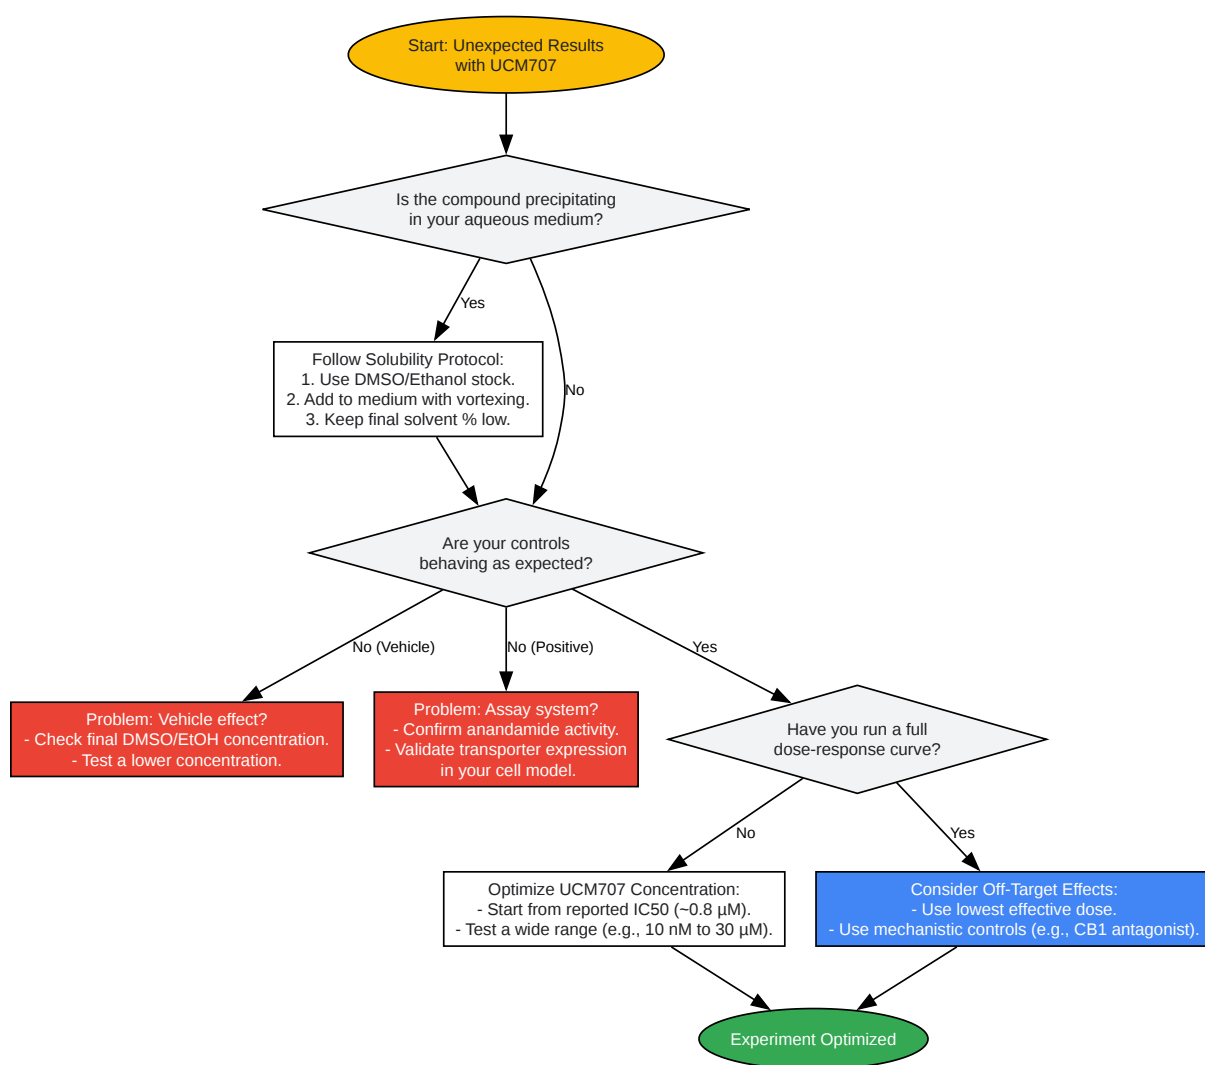 Start: Unexpected Results
with UCM707
Is the compound precipitating
in your aqueous medium?
Yes
Follow Solubility Protocol:
1. Use DMSO/Ethanol stock.
2. Add to medium with vortexing.
3. Keep final solvent % low.
No
Are your controls
behaving as expected?
No (Vehicle)
No (Positive)
Yes
Problem: Vehicle effect?
- Check final DMSO/EtOH concentration.
- Test a lower concentration.
Problem: Assay system?
- Confirm anandamide activity.
- Validate transporter expression
in your cell model.
Have you run a full
dose-response curve?
No
Yes
Optimize UCM707 Concentration:
- Start from reported IC50 (~0.8 µM).
- Test a wide range (e.g., 10 nM to 30 µM).
Consider Off-Target Effects:
- Use lowest effective dose.
- Use mechanistic controls (e.g., CB1 antagonist).
Experiment Optimized